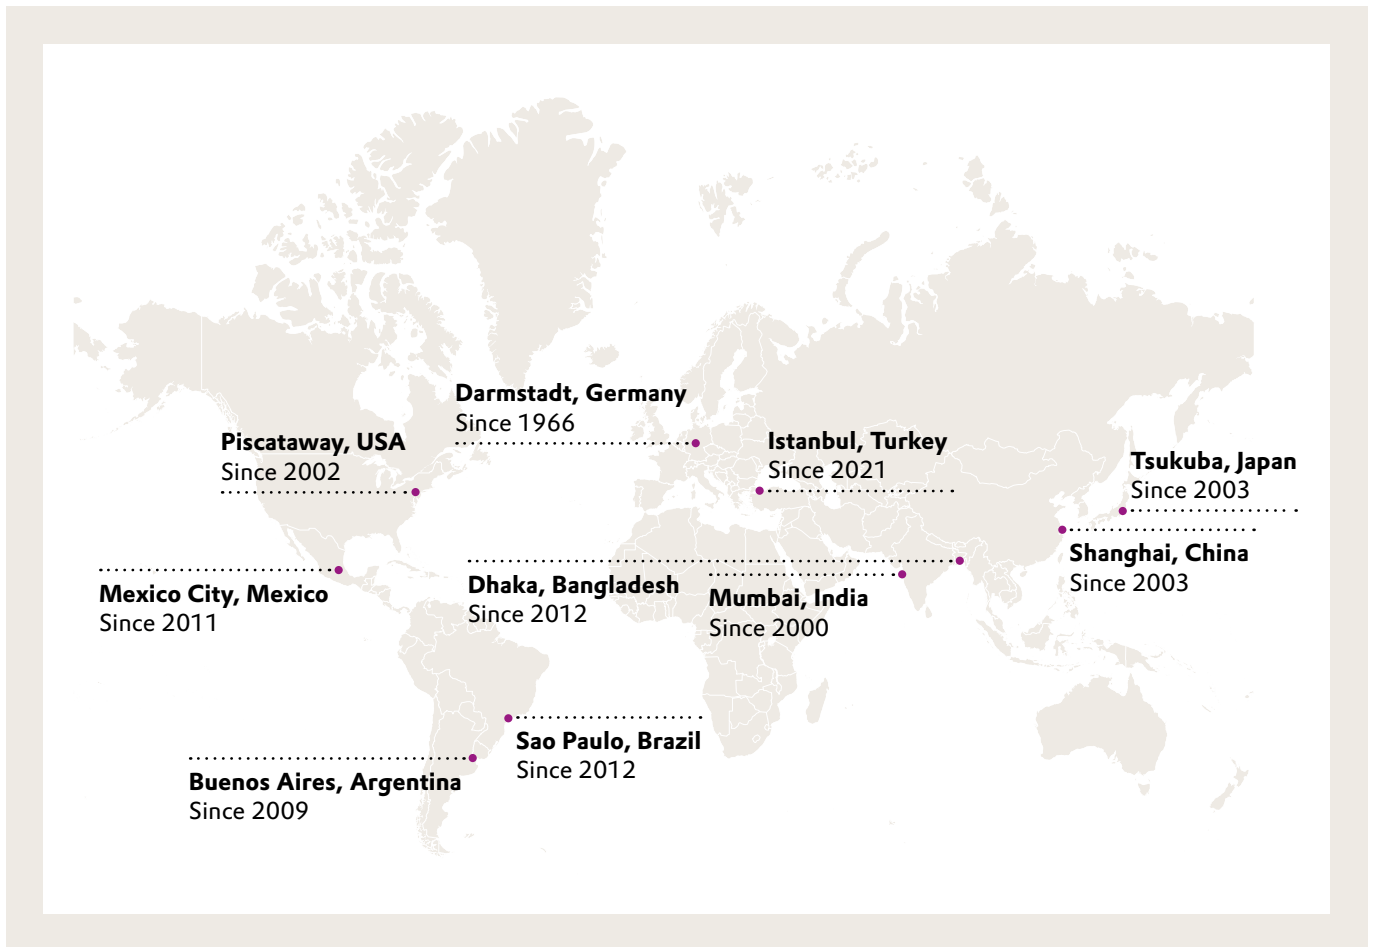 Darmstadt, Germany
Since 1966
Piscataway, USA
Since 2002
Istanbul, Turkey
Since 2021
Tsukuba, Japan
Since 2003
Shanghai, China
Since 2003
Mexico City, Mexico
Since 2011
Dhaka, Bangladesh
Since 2012
Mumbai, India
Since 2000
Sao Paulo, Brazil
Since 2012
Buenos Aires, Argentina
Since 2009